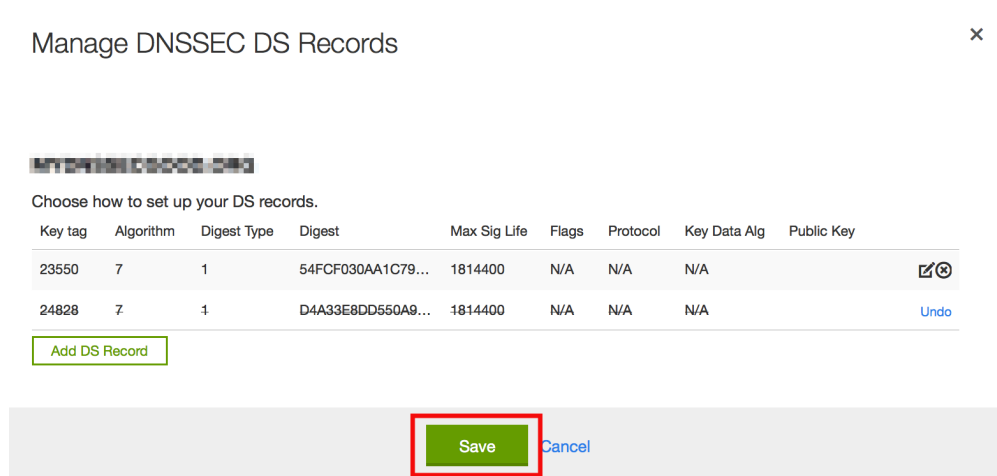 Manage DNSSEC DS Records
Choose how to set up your DS records.
Key tag Algorithm Digest Type Digest Max Sig Life Flags Protocol Key Data Alg Public Key
23550 7 1 54FCF030AA1C79... 1814400 N/A N/A N/A
24828 7 1 D4A33E8DD550A9... 1814400 N/A N/A N/A Undo
Add DS Record
Save Cancel